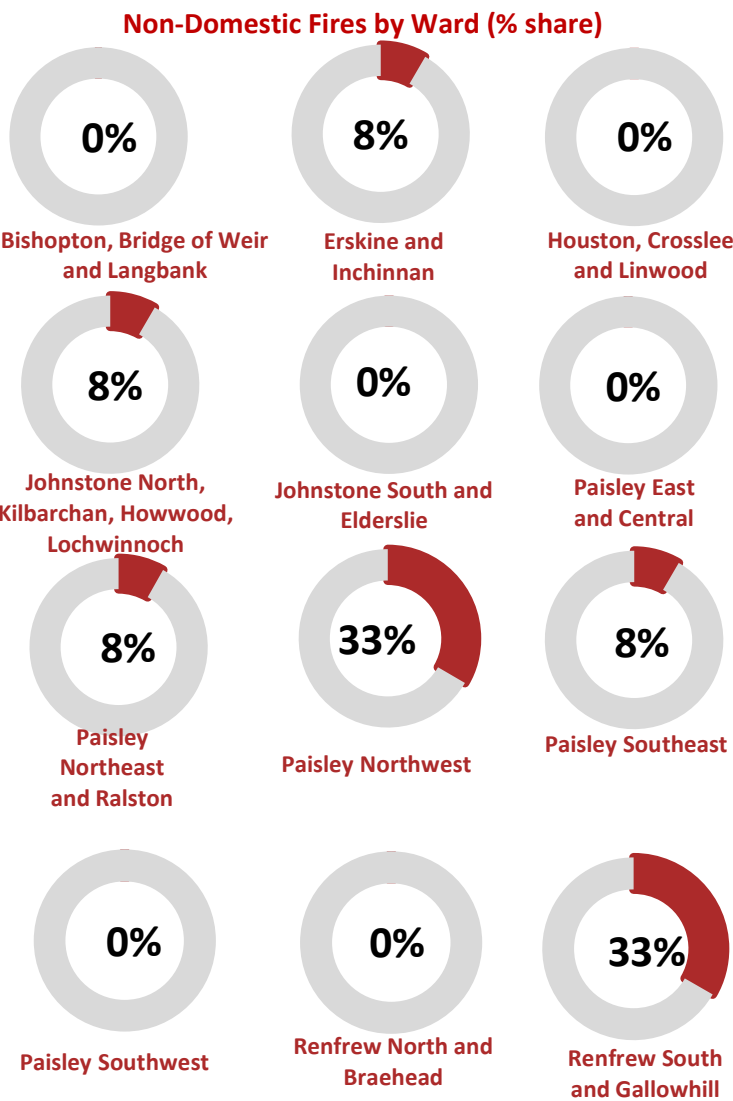 Non-Domestic Fires by Ward (% share)
0%
8%
0%
Bishopton, Bridge of Weir
and Langbank
Erskine and
Inchinnan
Houston, Crosslee
and Linwood
8%
0%
0%
Johnstone North,
Kilbarchan, Howwood,
Lochwinnoch
Johnstone South and
Elderslie
Paisley East
and Central
8%
33%
8%
Paisley
Northeast
and Ralston
Paisley Northwest
Paisley Southeast
0%
0%
33%
Paisley Southwest
Renfrew North and
Braehead
Renfrew South
and Gallowhill